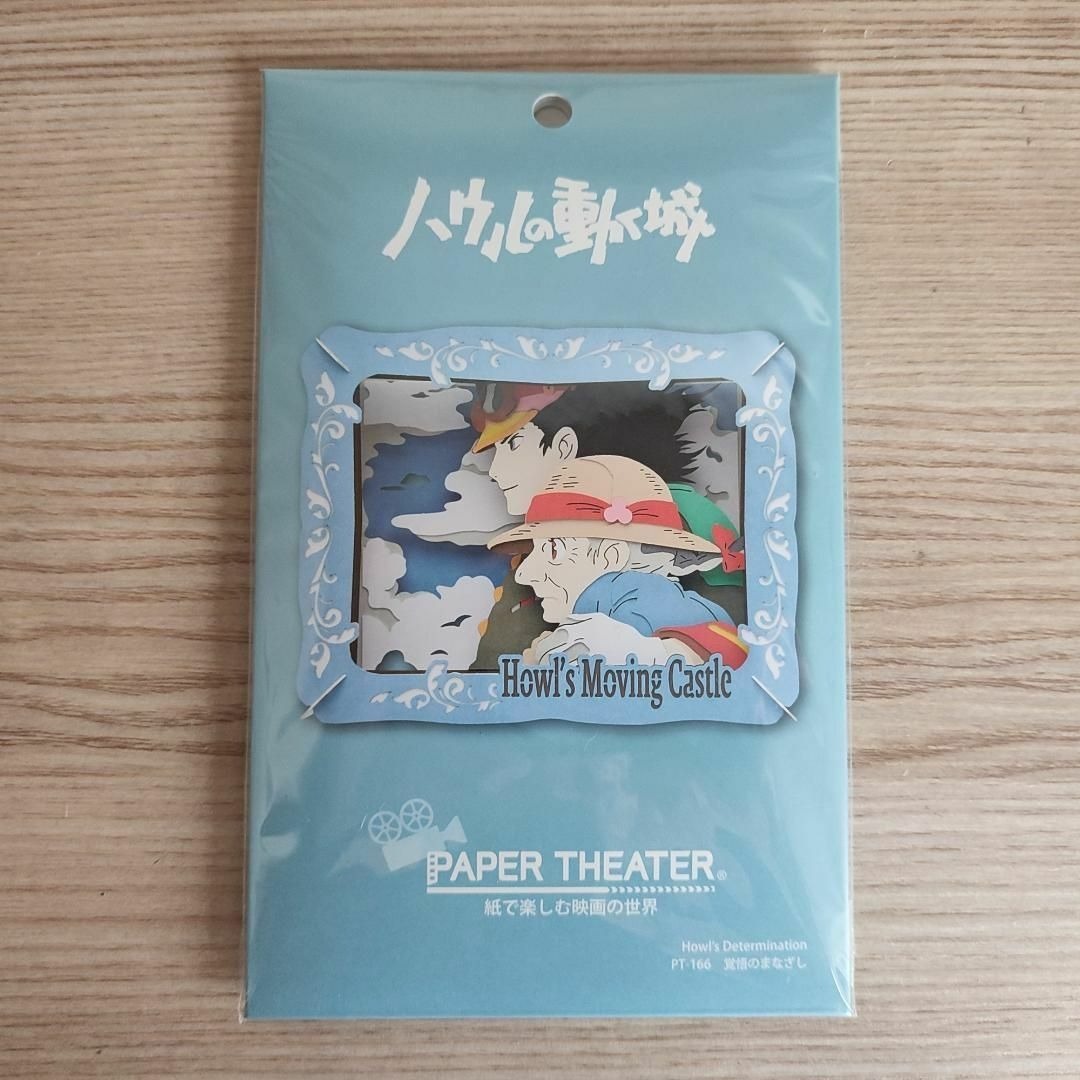 ハウルの動く城
Howl's Moving Castle
PAPER THEATER®
紙で楽しむ映画の世界
Howl's Determination
PT-166 覚悟のまなざし